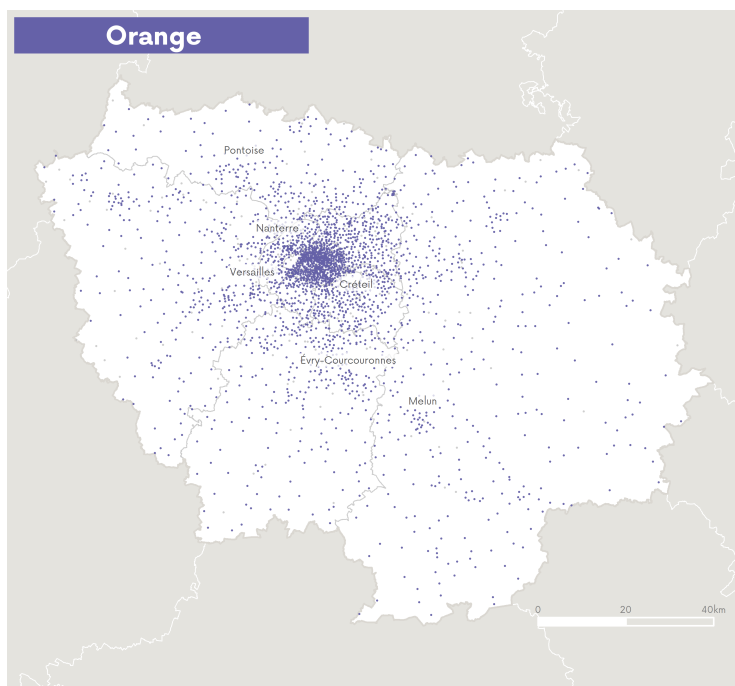 Orange
Pontoise
Nanterre
Versailles
Créteil
Évry-Courcouronnes
Melun
0 20 40km